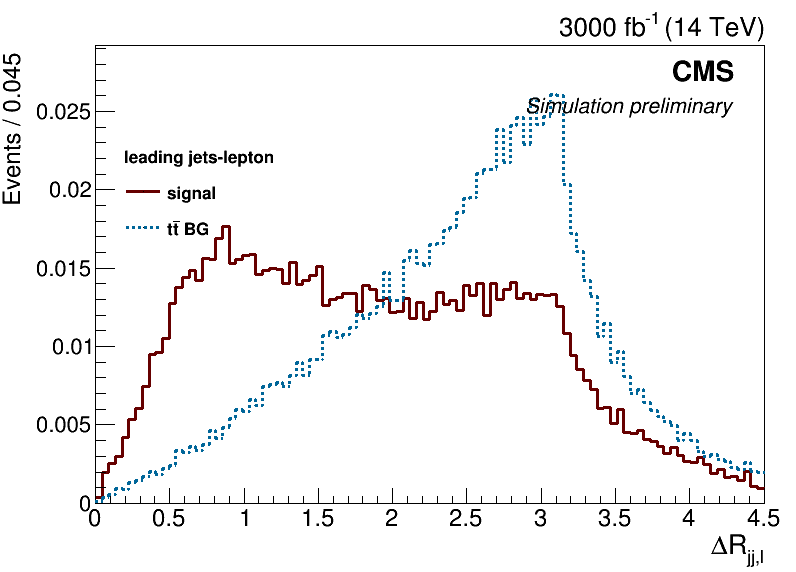 3000 fb⁻¹ (14 TeV)
CMS
Simulation preliminary
Events / 0.045
leading jets-lepton
signal
tt̄ BG
0.025
0.02
0.015
0.01
0.005
0
0 0.5 1 1.5 2 2.5 3 3.5 4 4.5
ΔR_jj,l